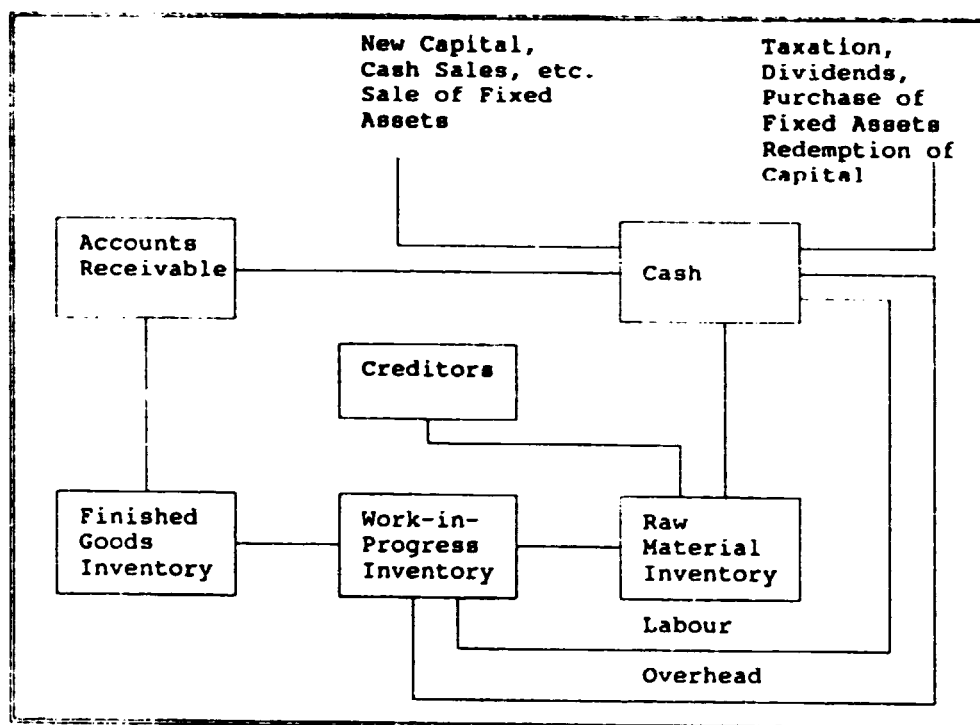 New Capital,
Cash Sales, etc.
Sale of Fixed
Assets
Taxation,
Dividends,
Purchase of
Fixed Assets
Redemption of
Capital
Accounts
Receivable
Cash
Creditors
Finished
Goods
Inventory
Work-in-
Progress
Inventory
Raw
Material
Inventory
Labour
Overhead